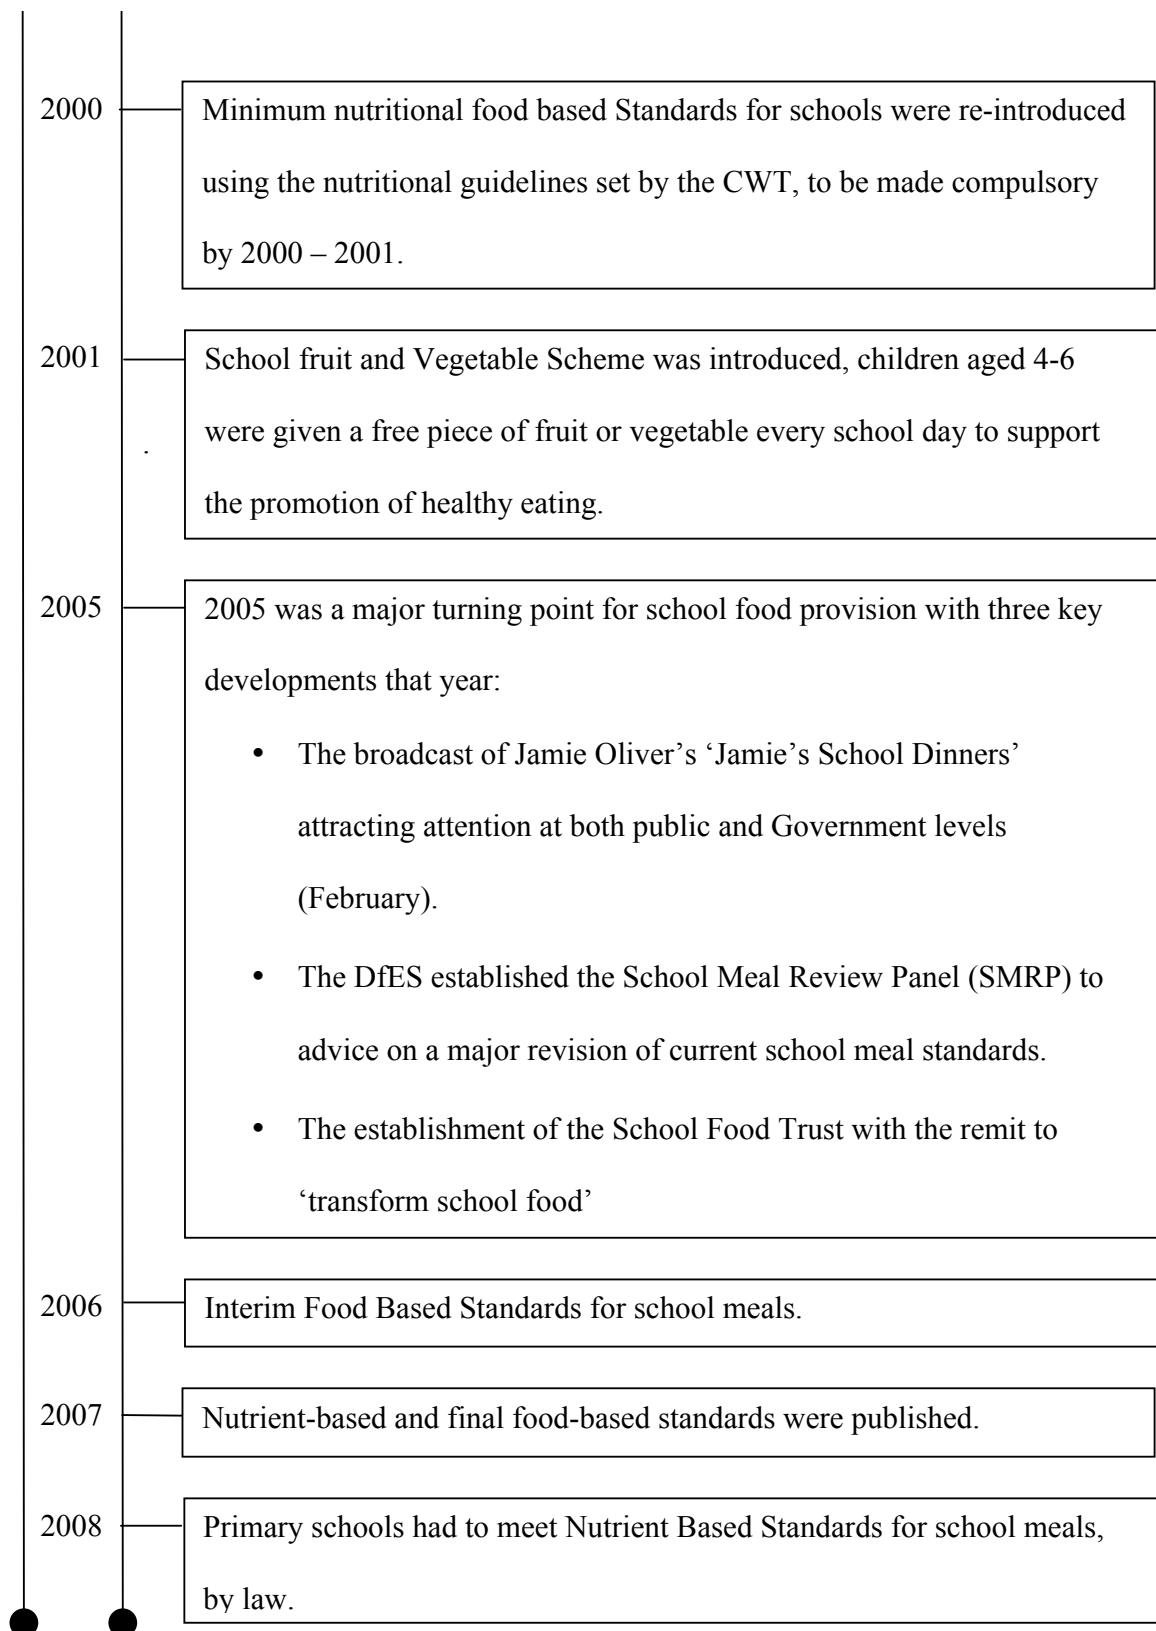 2000
Minimum nutritional food based Standards for schools were re-introduced
using the nutritional guidelines set by the CWT, to be made compulsory
by 2000 – 2001.
2001
School fruit and Vegetable Scheme was introduced, children aged 4-6
were given a free piece of fruit or vegetable every school day to support
.
the promotion of healthy eating.
2005
2005 was a major turning point for school food provision with three key
developments that year:
• The broadcast of Jamie Oliver’s ‘Jamie’s School Dinners’
attracting attention at both public and Government levels
(February).
• The DfES established the School Meal Review Panel (SMRP) to
advice on a major revision of current school meal standards.
• The establishment of the School Food Trust with the remit to
‘transform school food’
2006
Interim Food Based Standards for school meals.
2007
Nutrient-based and final food-based standards were published.
2008
Primary schools had to meet Nutrient Based Standards for school meals,
by law.